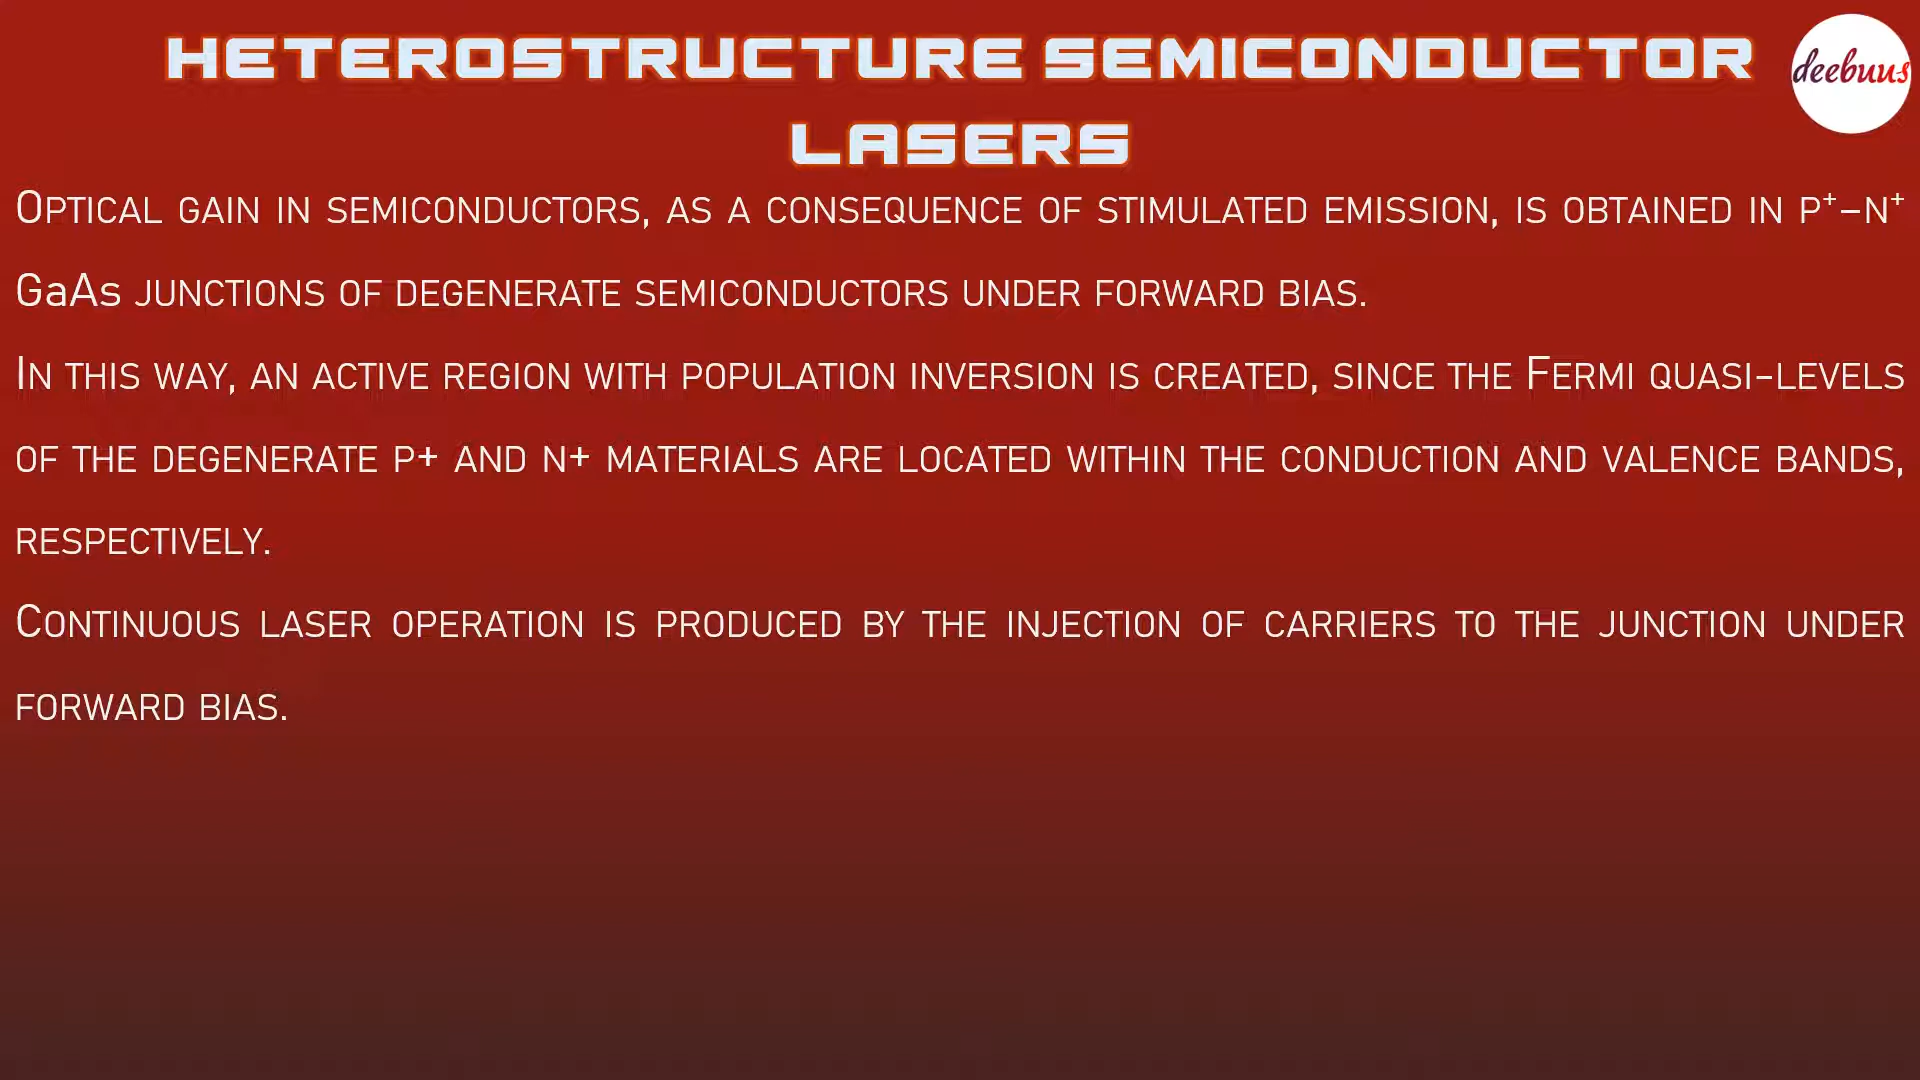 HETEROSTRUCTURE SEMICONDUCTOR
LASERS
deebuus
OPTICAL GAIN IN SEMICONDUCTORS, AS A CONSEQUENCE OF STIMULATED EMISSION, IS OBTAINED IN P⁺–N⁺
GaAs JUNCTIONS OF DEGENERATE SEMICONDUCTORS UNDER FORWARD BIAS.
IN THIS WAY, AN ACTIVE REGION WITH POPULATION INVERSION IS CREATED, SINCE THE FERMI QUASI-LEVELS
OF THE DEGENERATE P+ AND N+ MATERIALS ARE LOCATED WITHIN THE CONDUCTION AND VALENCE BANDS,
RESPECTIVELY.
CONTINUOUS LASER OPERATION IS PRODUCED BY THE INJECTION OF CARRIERS TO THE JUNCTION UNDER
FORWARD BIAS.